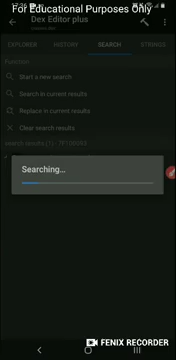 For Educational Purposes Only
Dex Editor plus
EXPLORER HISTORY SEARCH STRINGS
Function
Start a new search
Search in current results
Replace in current results
Clear search results
Searching...
FENIX RECORDER